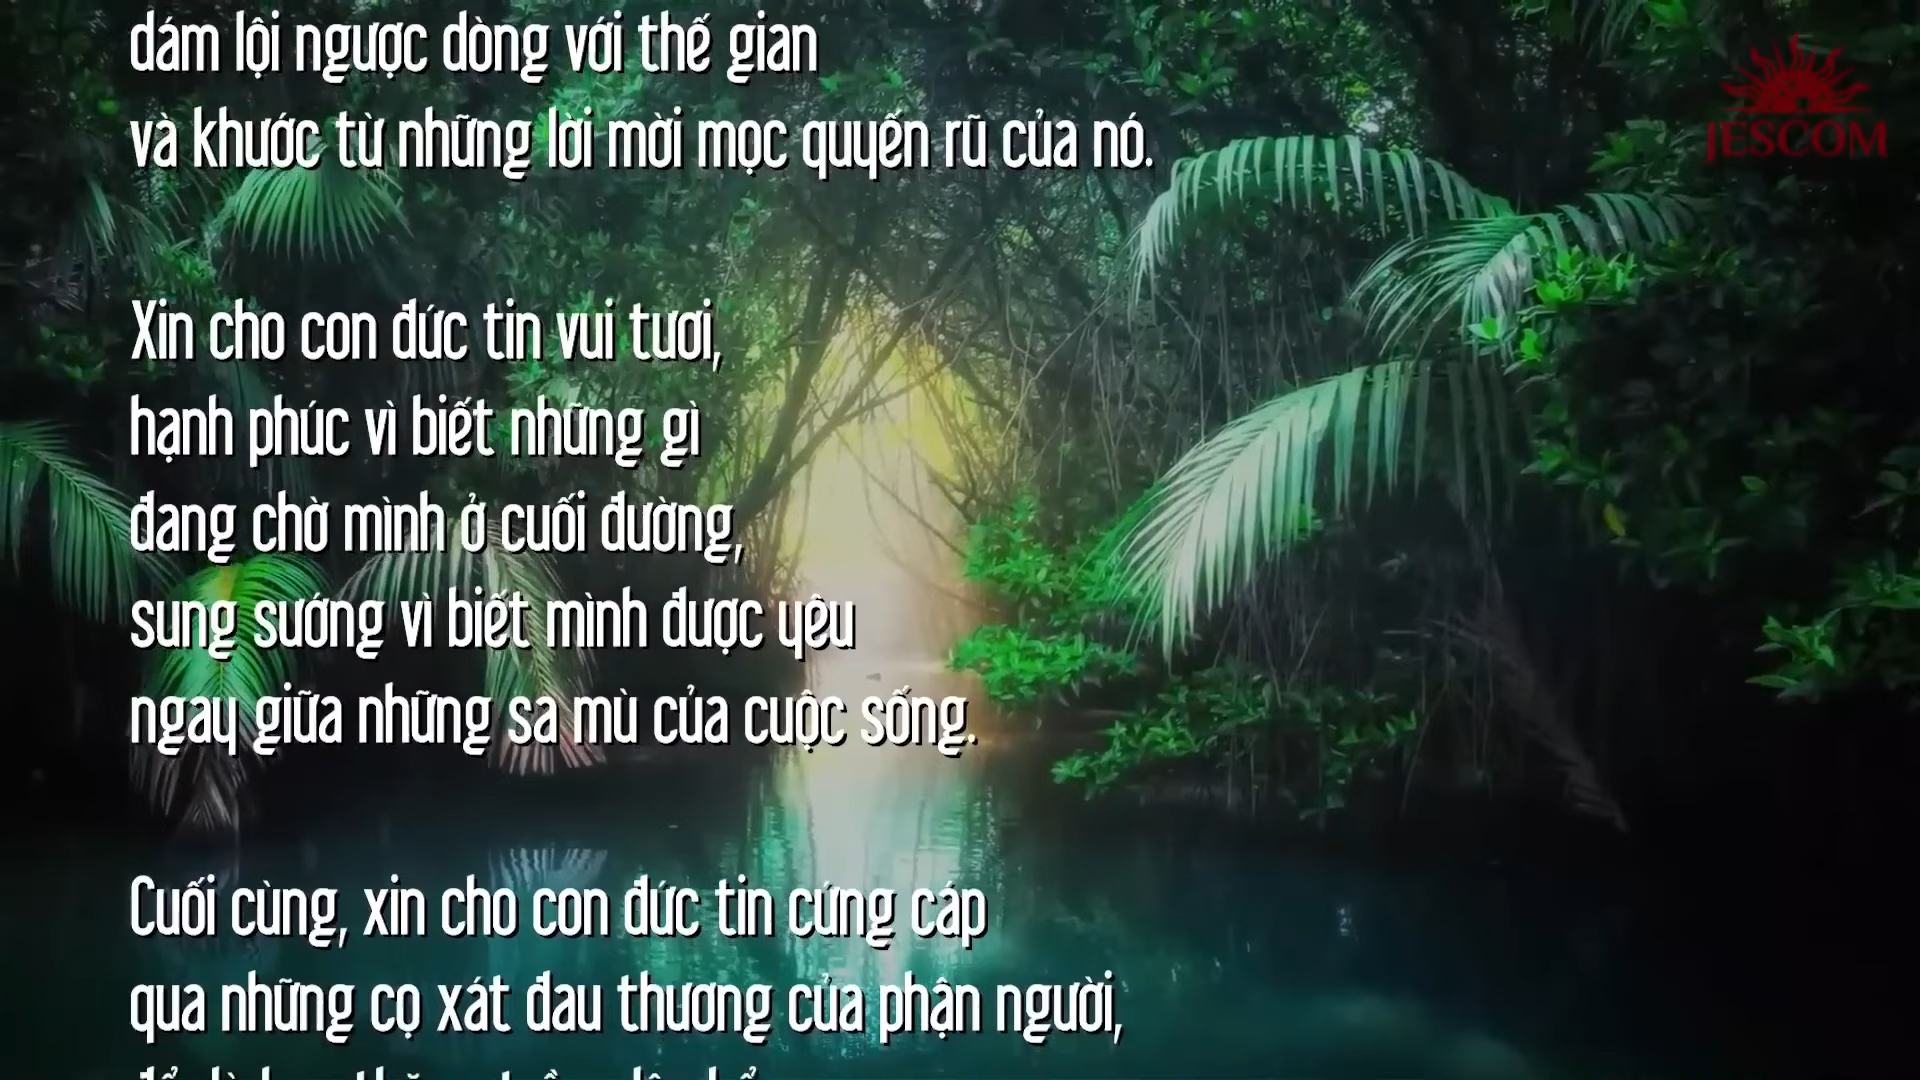 dám lội ngược dòng với thế gian
và khước từ những lời mời mọc quyến rũ của nó.
JESCOM
Xin cho con đức tin vui tươi,
hạnh phúc vì biết những gì
đang chờ mình ở cuối đường,
sung sướng vì biết mình được yêu
ngay giữa những sa mù của cuộc sống.
Cuối cùng, xin cho con đức tin cứng cáp
qua những cọ xát đau thương của phận người,